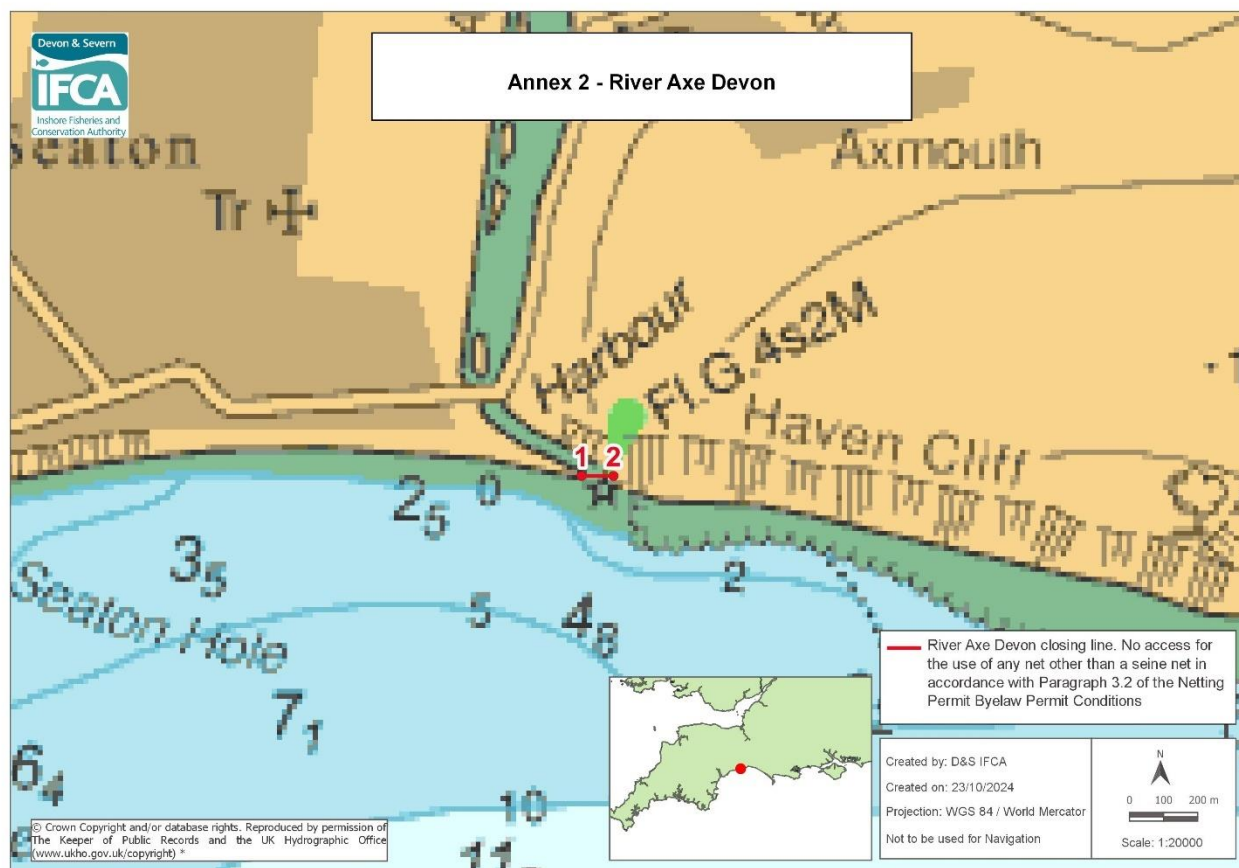 Devon & Severn
IFCA
Inshore Fisheries and
Conservation Authority
Annex 2 - River Axe Devon
Seaton
Axmouth
Tr
Harbour
Fl.G.4s2M
Haven Cliff
1
2
2₅
0
3₅
2
Seaton Hole
5
4₈
7₁
6₄
10
11
River Axe Devon closing line. No access for
the use of any net other than a seine net in
accordance with Paragraph 3.2 of the Netting
Permit Byelaw Permit Conditions
Created by: D&S IFCA
Created on: 23/10/2024
Projection: WGS 84 / World Mercator
Not to be used for Navigation
N
0 100 200 m
Scale: 1:20000
© Crown Copyright and/or database rights. Reproduced by permission of
The Keeper of Public Records and the UK Hydrographic Office
(www.ukho.gov.uk/copyright) *